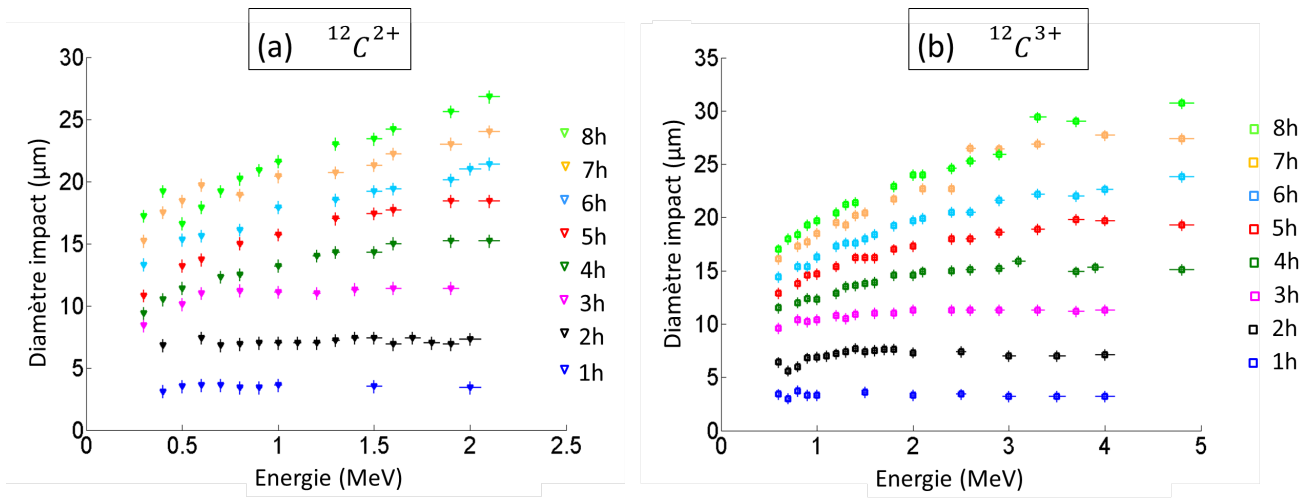 (a) ¹²C²⁺
30
25
20
15
10
5
0
0
0.5
1
1.5
2
2.5
Diamètre impact (µm)
Energie (MeV)
8h
7h
6h
5h
4h
3h
2h
1h
(b) ¹²C³⁺
35
30
25
20
15
10
5
0
0
1
2
3
4
5
Diamètre impact (µm)
Energie (MeV)
8h
7h
6h
5h
4h
3h
2h
1h